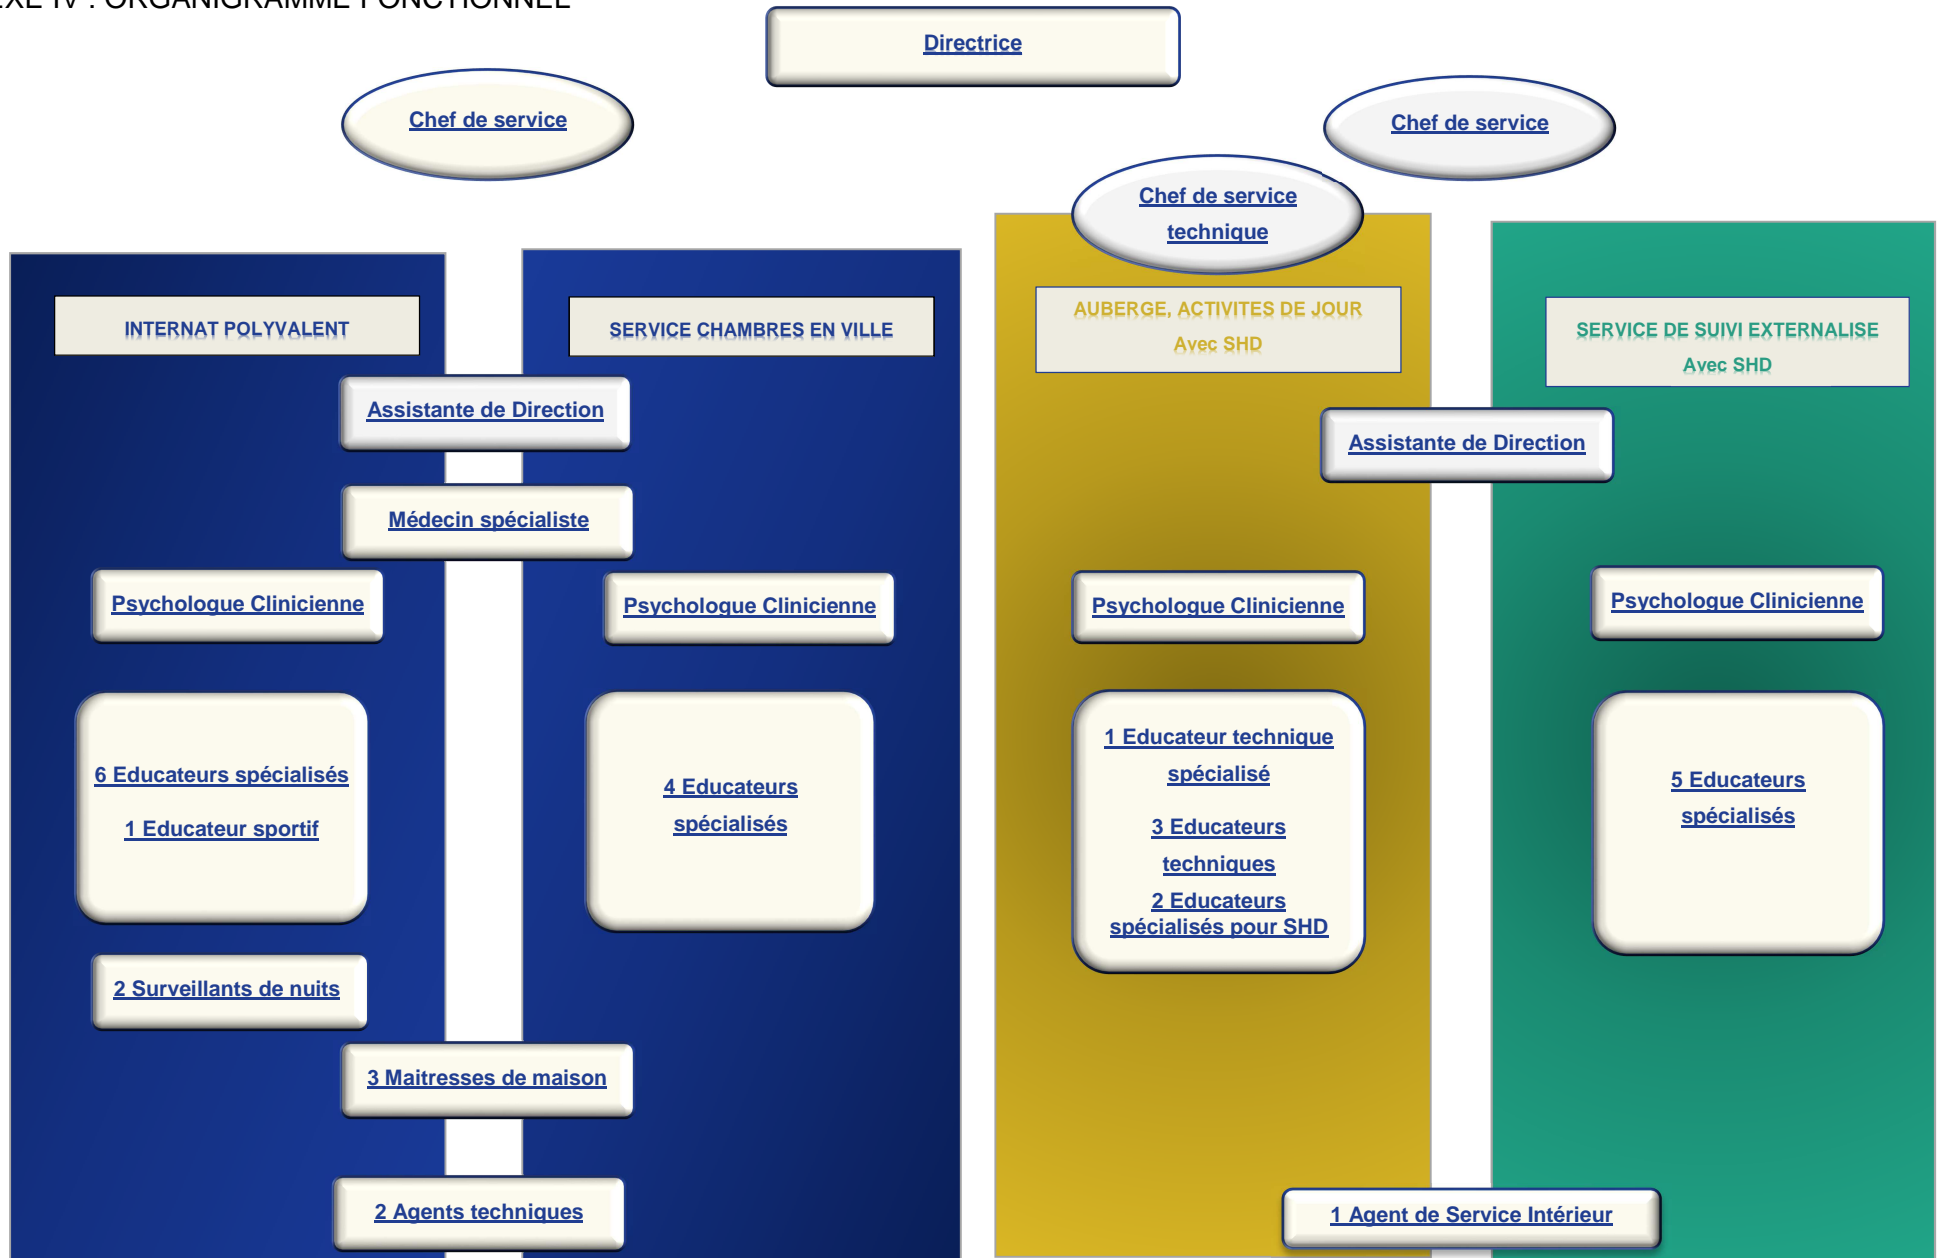 IV : ORGANIGRAMME FONCTIONNEL
Directrice
Chef de service
Chef de service
Chef de service
technique
INTERNAT POLYVALENT
SERVICE CHAMBRES EN VILLE
AUBERGE, ACTIVITES DE JOUR
Avec SHD
SERVICE DE SUIVI EXTERNALISE
Avec SHD
Assistante de Direction
Assistante de Direction
Médecin spécialiste
Psychologue Clinicienne
Psychologue Clinicienne
Psychologue Clinicienne
Psychologue Clinicienne
6 Educateurs spécialisés
1 Educateur sportif
4 Educateurs
spécialisés
1 Educateur technique
spécialisé
3 Educateurs
techniques
2 Educateurs
spécialisés pour SHD
5 Educateurs
spécialisés
2 Surveillants de nuits
3 Maitresses de maison
2 Agents techniques
1 Agent de Service Intérieur